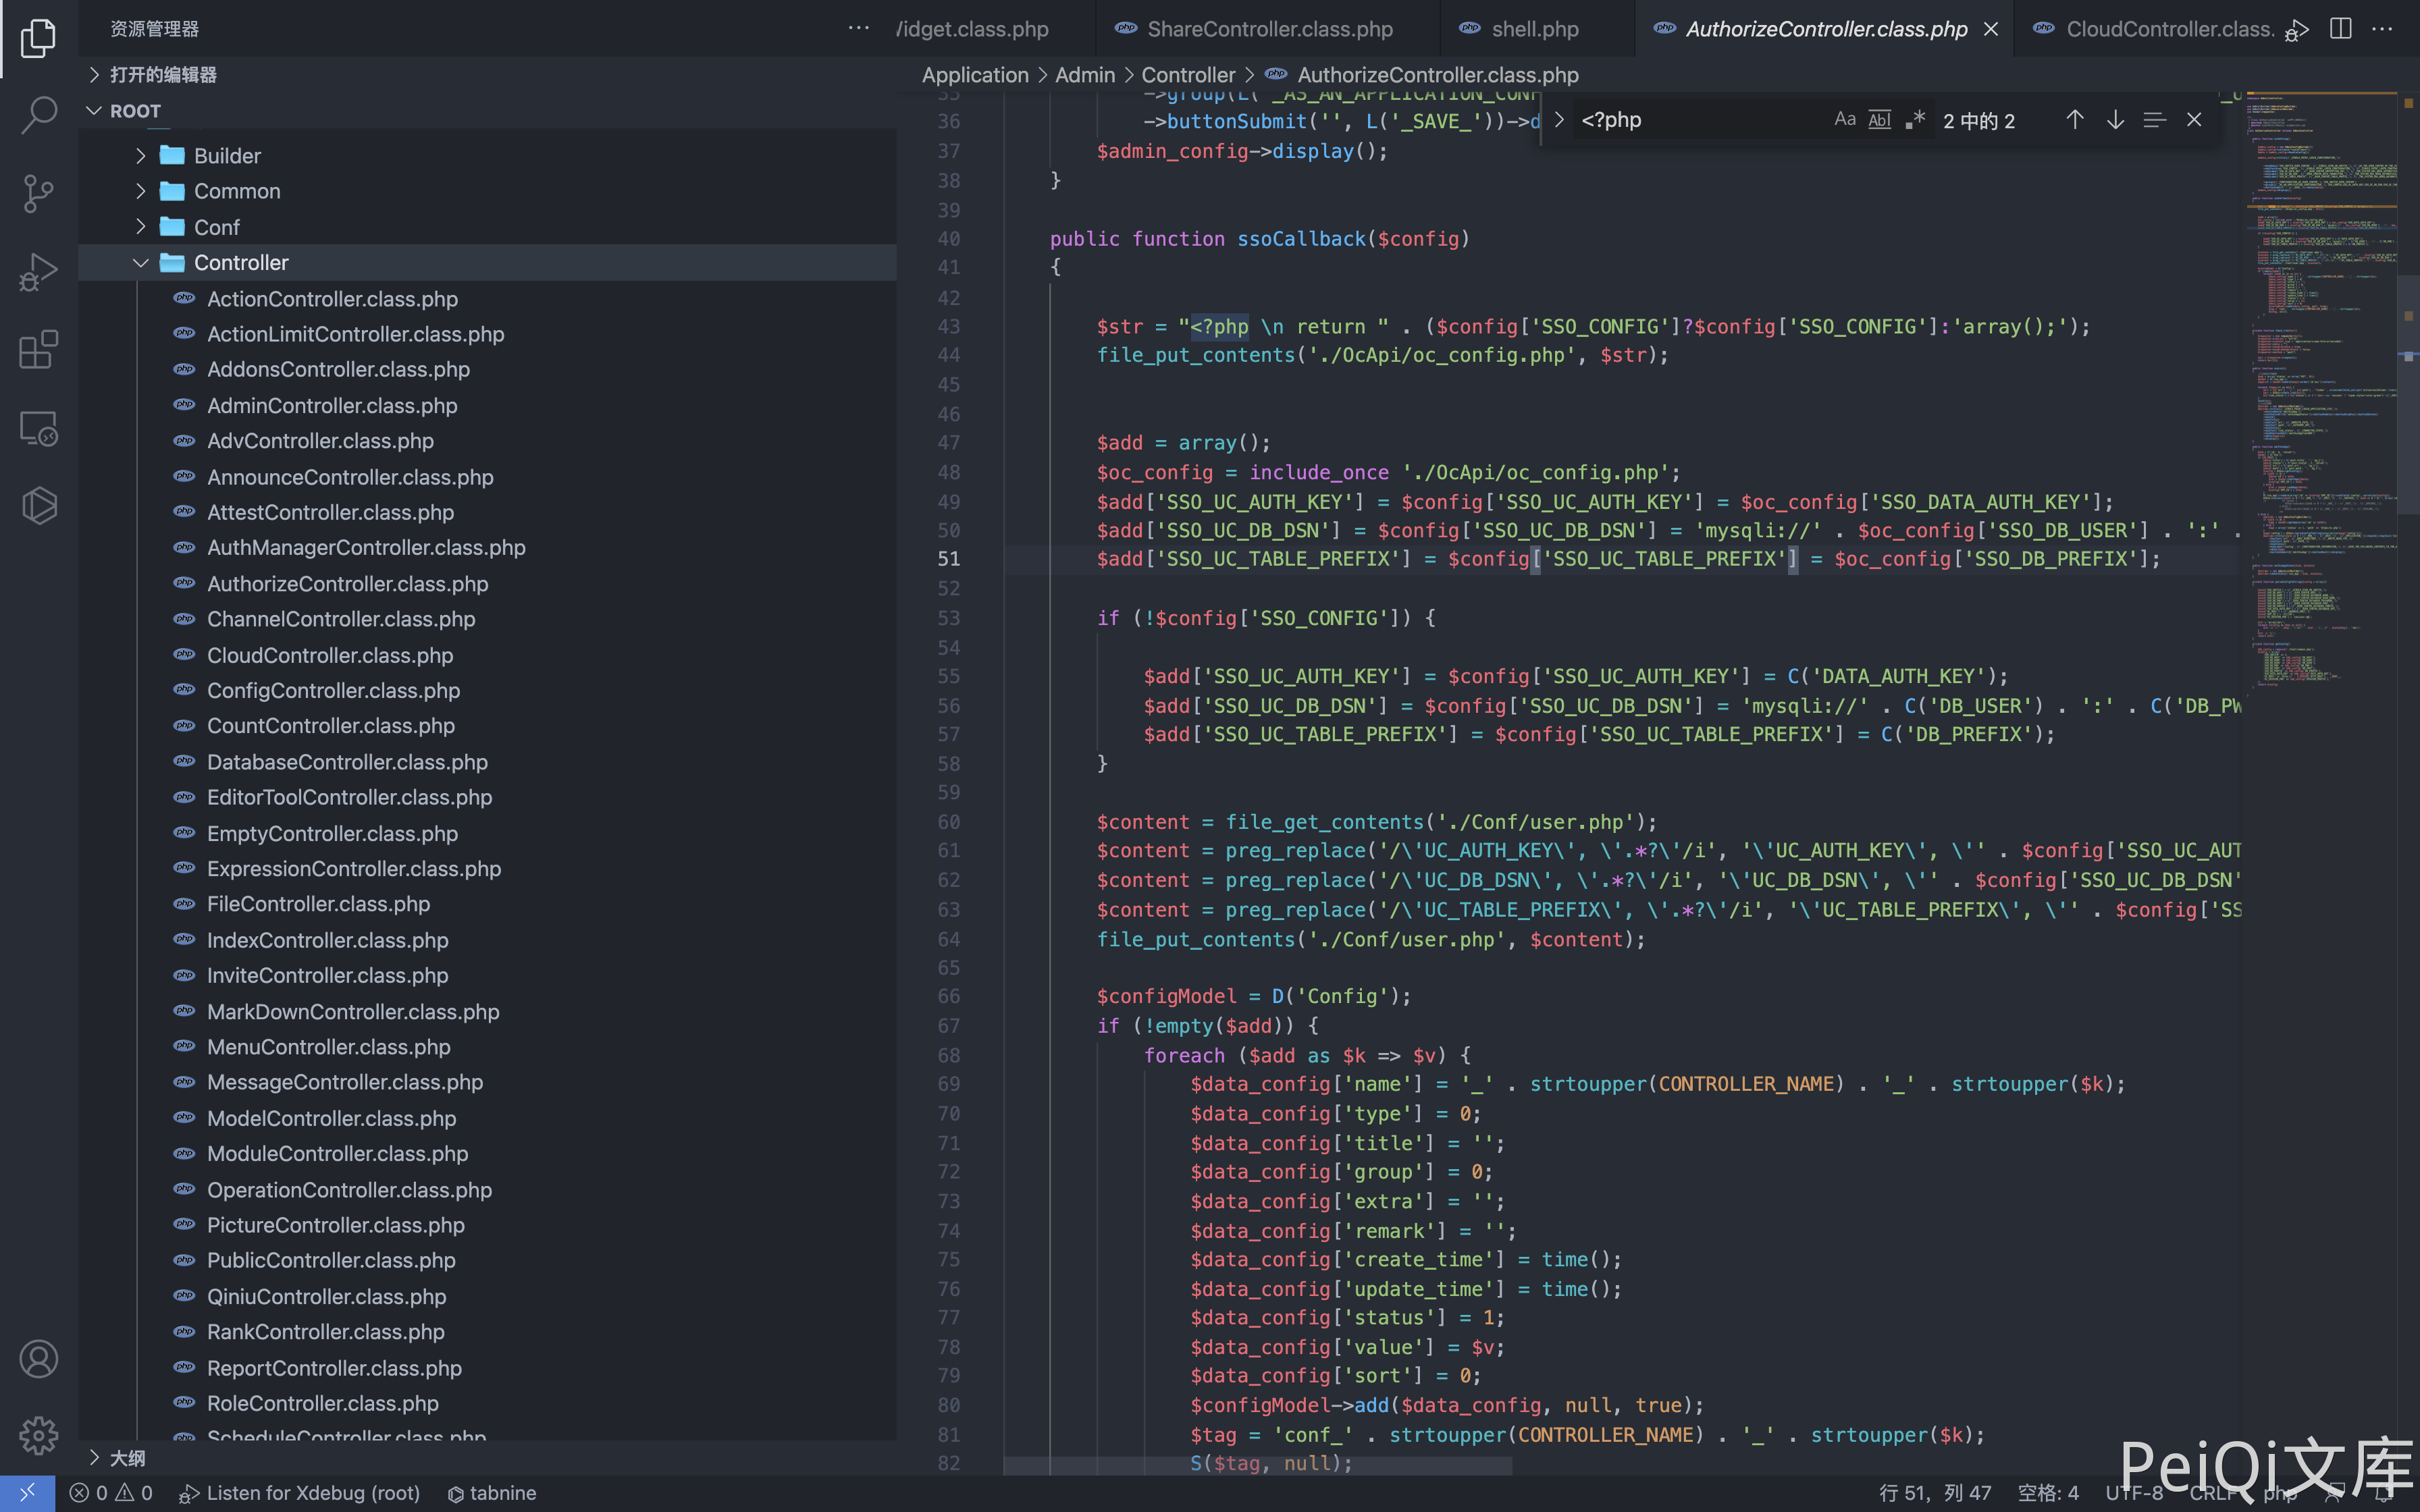 资源管理器
Widget.class.php
ShareController.class.php
shell.php
AuthorizeController.class.php
CloudController.class.
打开的编辑器
ROOT
Builder
Common
Conf
Controller
ActionController.class.php
ActionLimitController.class.php
AddonsController.class.php
AdminController.class.php
AdvController.class.php
AnnounceController.class.php
AttestController.class.php
AuthManagerController.class.php
AuthorizeController.class.php
ChannelController.class.php
CloudController.class.php
ConfigController.class.php
CountController.class.php
DatabaseController.class.php
EditorToolController.class.php
EmptyController.class.php
ExpressionController.class.php
FileController.class.php
IndexController.class.php
InviteController.class.php
MarkDownController.class.php
MenuController.class.php
MessageController.class.php
ModelController.class.php
ModuleController.class.php
OperationController.class.php
PictureController.class.php
PublicController.class.php
QiniuController.class.php
RankController.class.php
ReportController.class.php
RoleController.class.php
ScheduleController.class.php
大纲
Application > Admin > Controller > AuthorizeController.class.php
<?php
Aa Abl .* 2 中的 2
35 ->group(L('_AS_AN_APPLICATION_CONF
36 ->buttonSubmit('', L('_SAVE_'))->d
37 $admin_config->display();
38 }
39
40 public function ssoCallback($config)
41 {
42
43 $str = "<?php \n return " . ($config['SSO_CONFIG']?$config['SSO_CONFIG']:'array();');
44 file_put_contents('./OcApi/oc_config.php', $str);
45
46
47 $add = array();
48 $oc_config = include_once './OcApi/oc_config.php';
49 $add['SSO_UC_AUTH_KEY'] = $config['SSO_UC_AUTH_KEY'] = $oc_config['SSO_DATA_AUTH_KEY'];
50 $add['SSO_UC_DB_DSN'] = $config['SSO_UC_DB_DSN'] = 'mysqli://' . $oc_config['SSO_DB_USER'] . ':' .
51 $add['SSO_UC_TABLE_PREFIX'] = $config['SSO_UC_TABLE_PREFIX'] = $oc_config['SSO_DB_PREFIX'];
52
53 if (!$config['SSO_CONFIG']) {
54
55 $add['SSO_UC_AUTH_KEY'] = $config['SSO_UC_AUTH_KEY'] = C('DATA_AUTH_KEY');
56 $add['SSO_UC_DB_DSN'] = $config['SSO_UC_DB_DSN'] = 'mysqli://' . C('DB_USER') . ':' . C('DB_PW
57 $add['SSO_UC_TABLE_PREFIX'] = $config['SSO_UC_TABLE_PREFIX'] = C('DB_PREFIX');
58 }
59
60 $content = file_get_contents('./Conf/user.php');
61 $content = preg_replace('/\'UC_AUTH_KEY\', \'.*?\'/i', '\'UC_AUTH_KEY\', \'' . $config['SSO_UC_AUT
62 $content = preg_replace('/\'UC_DB_DSN\', \'.*?\'/i', '\'UC_DB_DSN\', \'' . $config['SSO_UC_DB_DSN'
63 $content = preg_replace('/\'UC_TABLE_PREFIX\', \'.*?\'/i', '\'UC_TABLE_PREFIX\', \'' . $config['SS
64 file_put_contents('./Conf/user.php', $content);
65
66 $configModel = D('Config');
67 if (!empty($add)) {
68 foreach ($add as $k => $v) {
69 $data_config['name'] = '_' . strtoupper(CONTROLLER_NAME) . '_' . strtoupper($k);
70 $data_config['type'] = 0;
71 $data_config['title'] = '';
72 $data_config['group'] = 0;
73 $data_config['extra'] = '';
74 $data_config['remark'] = '';
75 $data_config['create_time'] = time();
76 $data_config['update_time'] = time();
77 $data_config['status'] = 1;
78 $data_config['value'] = $v;
79 $data_config['sort'] = 0;
80 $configModel->add($data_config, null, true);
81 $tag = 'conf_' . strtoupper(CONTROLLER_NAME) . '_' . strtoupper($k);
82 S($tag, null);
PeiQi文库
0 0 Listen for Xdebug (root) tabnine
行 51，列 47 空格: 4 UTF-8 CRLF php